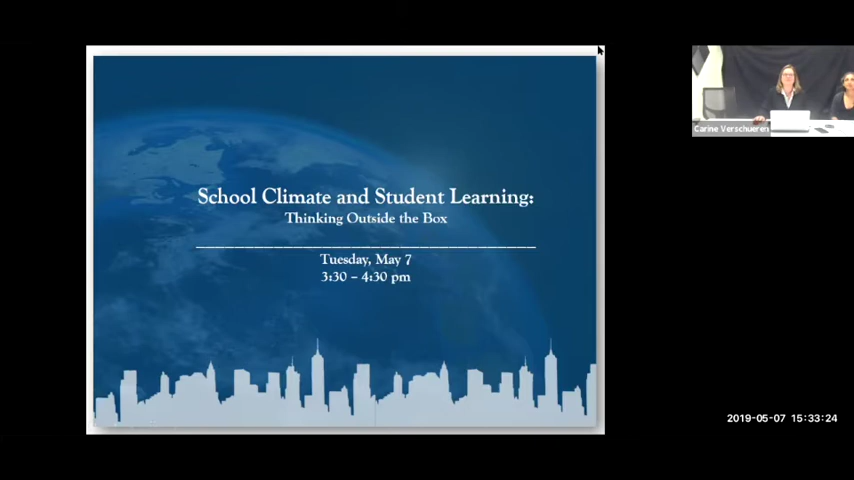 School Climate and Student Learning:
Thinking Outside the Box
Tuesday, May 7
3:30 – 4:30 pm
Carine Verschueren
2019-05-07 15:33:24